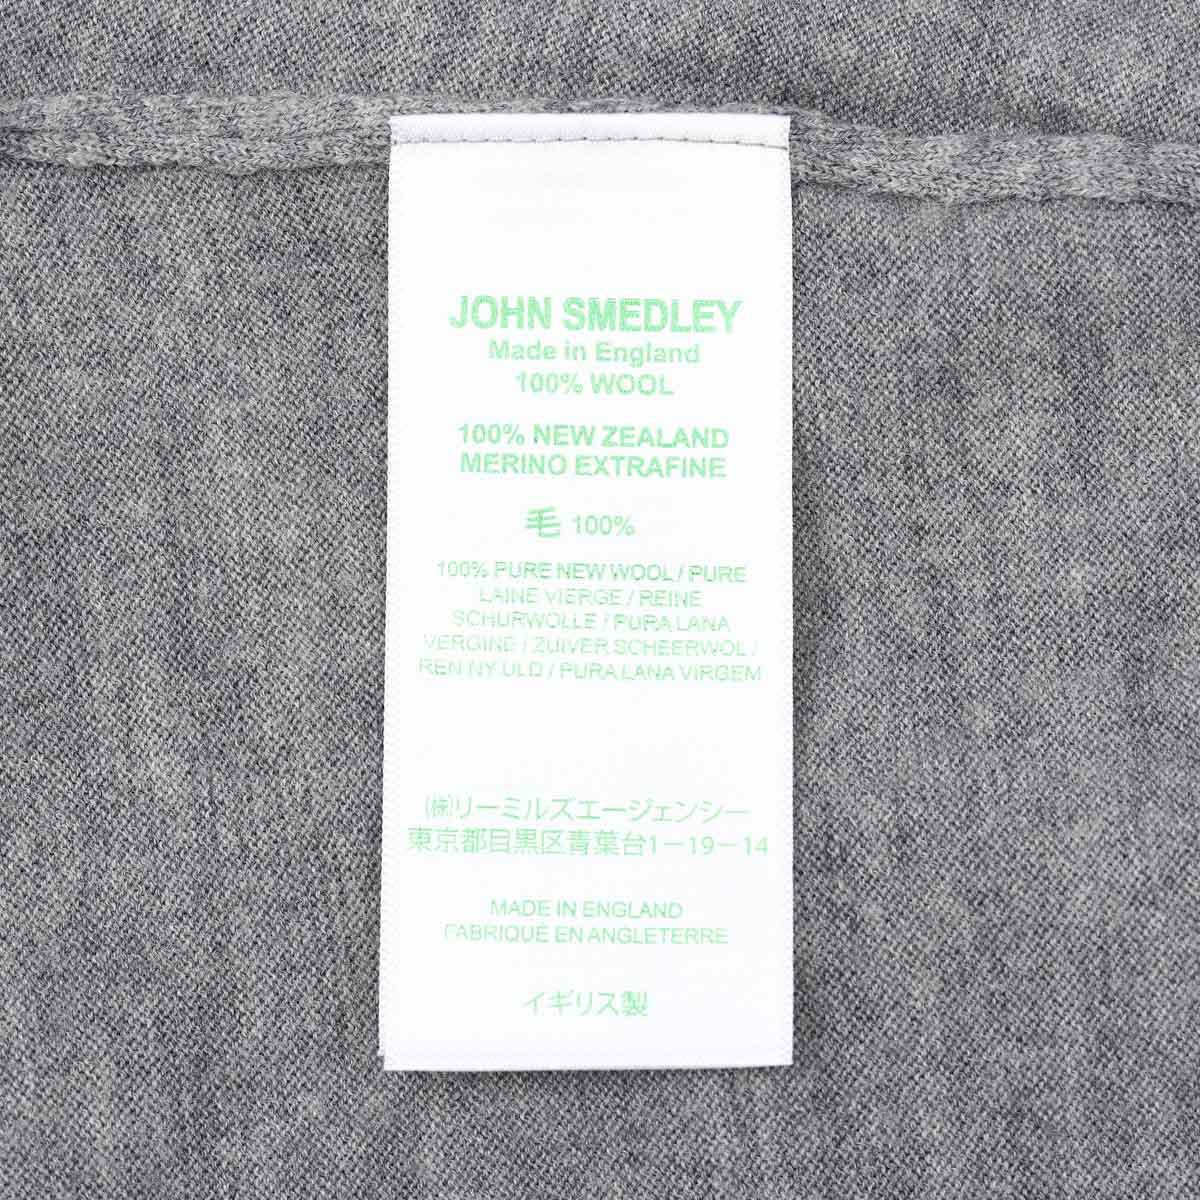 JOHN SMEDLEY
Made in England
100% WOOL
100% NEW ZEALAND
MERINO EXTRAFINE
毛 100%
100% PURE NEW WOOL / PURE
LAINE VIERGE / REINE
SCHURWOLLE / PURA LANA
VERGINE / ZUIVER SCHEERWOL /
REN NY ULD / PURA LANA VIRGEM
㈱リーミルズエージェンシー
東京都目黒区青葉台1－19－14
MADE IN ENGLAND
FABRIQUÉ EN ANGLETERRE
イギリス製